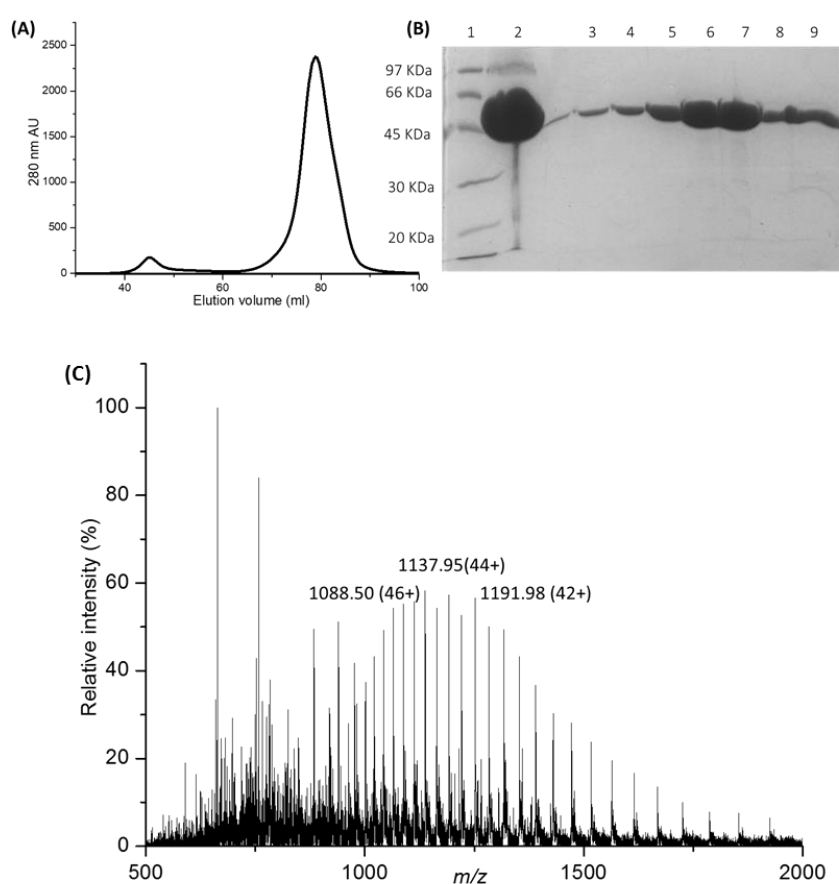 (A)
2500
2000
1500
1000
500
0
280 nm AU
40 60 80 100
Elution volume (ml)
(B) 1 2 3 4 5 6 7 8 9
97 KDa
66 KDa
45 KDa
30 KDa
20 KDa
(C)
100
80
60
40
20
0
Relative intensity (%)
1137.95(44+)
1088.50 (46+) 1191.98 (42+)
500 1000 1500 2000
m/z